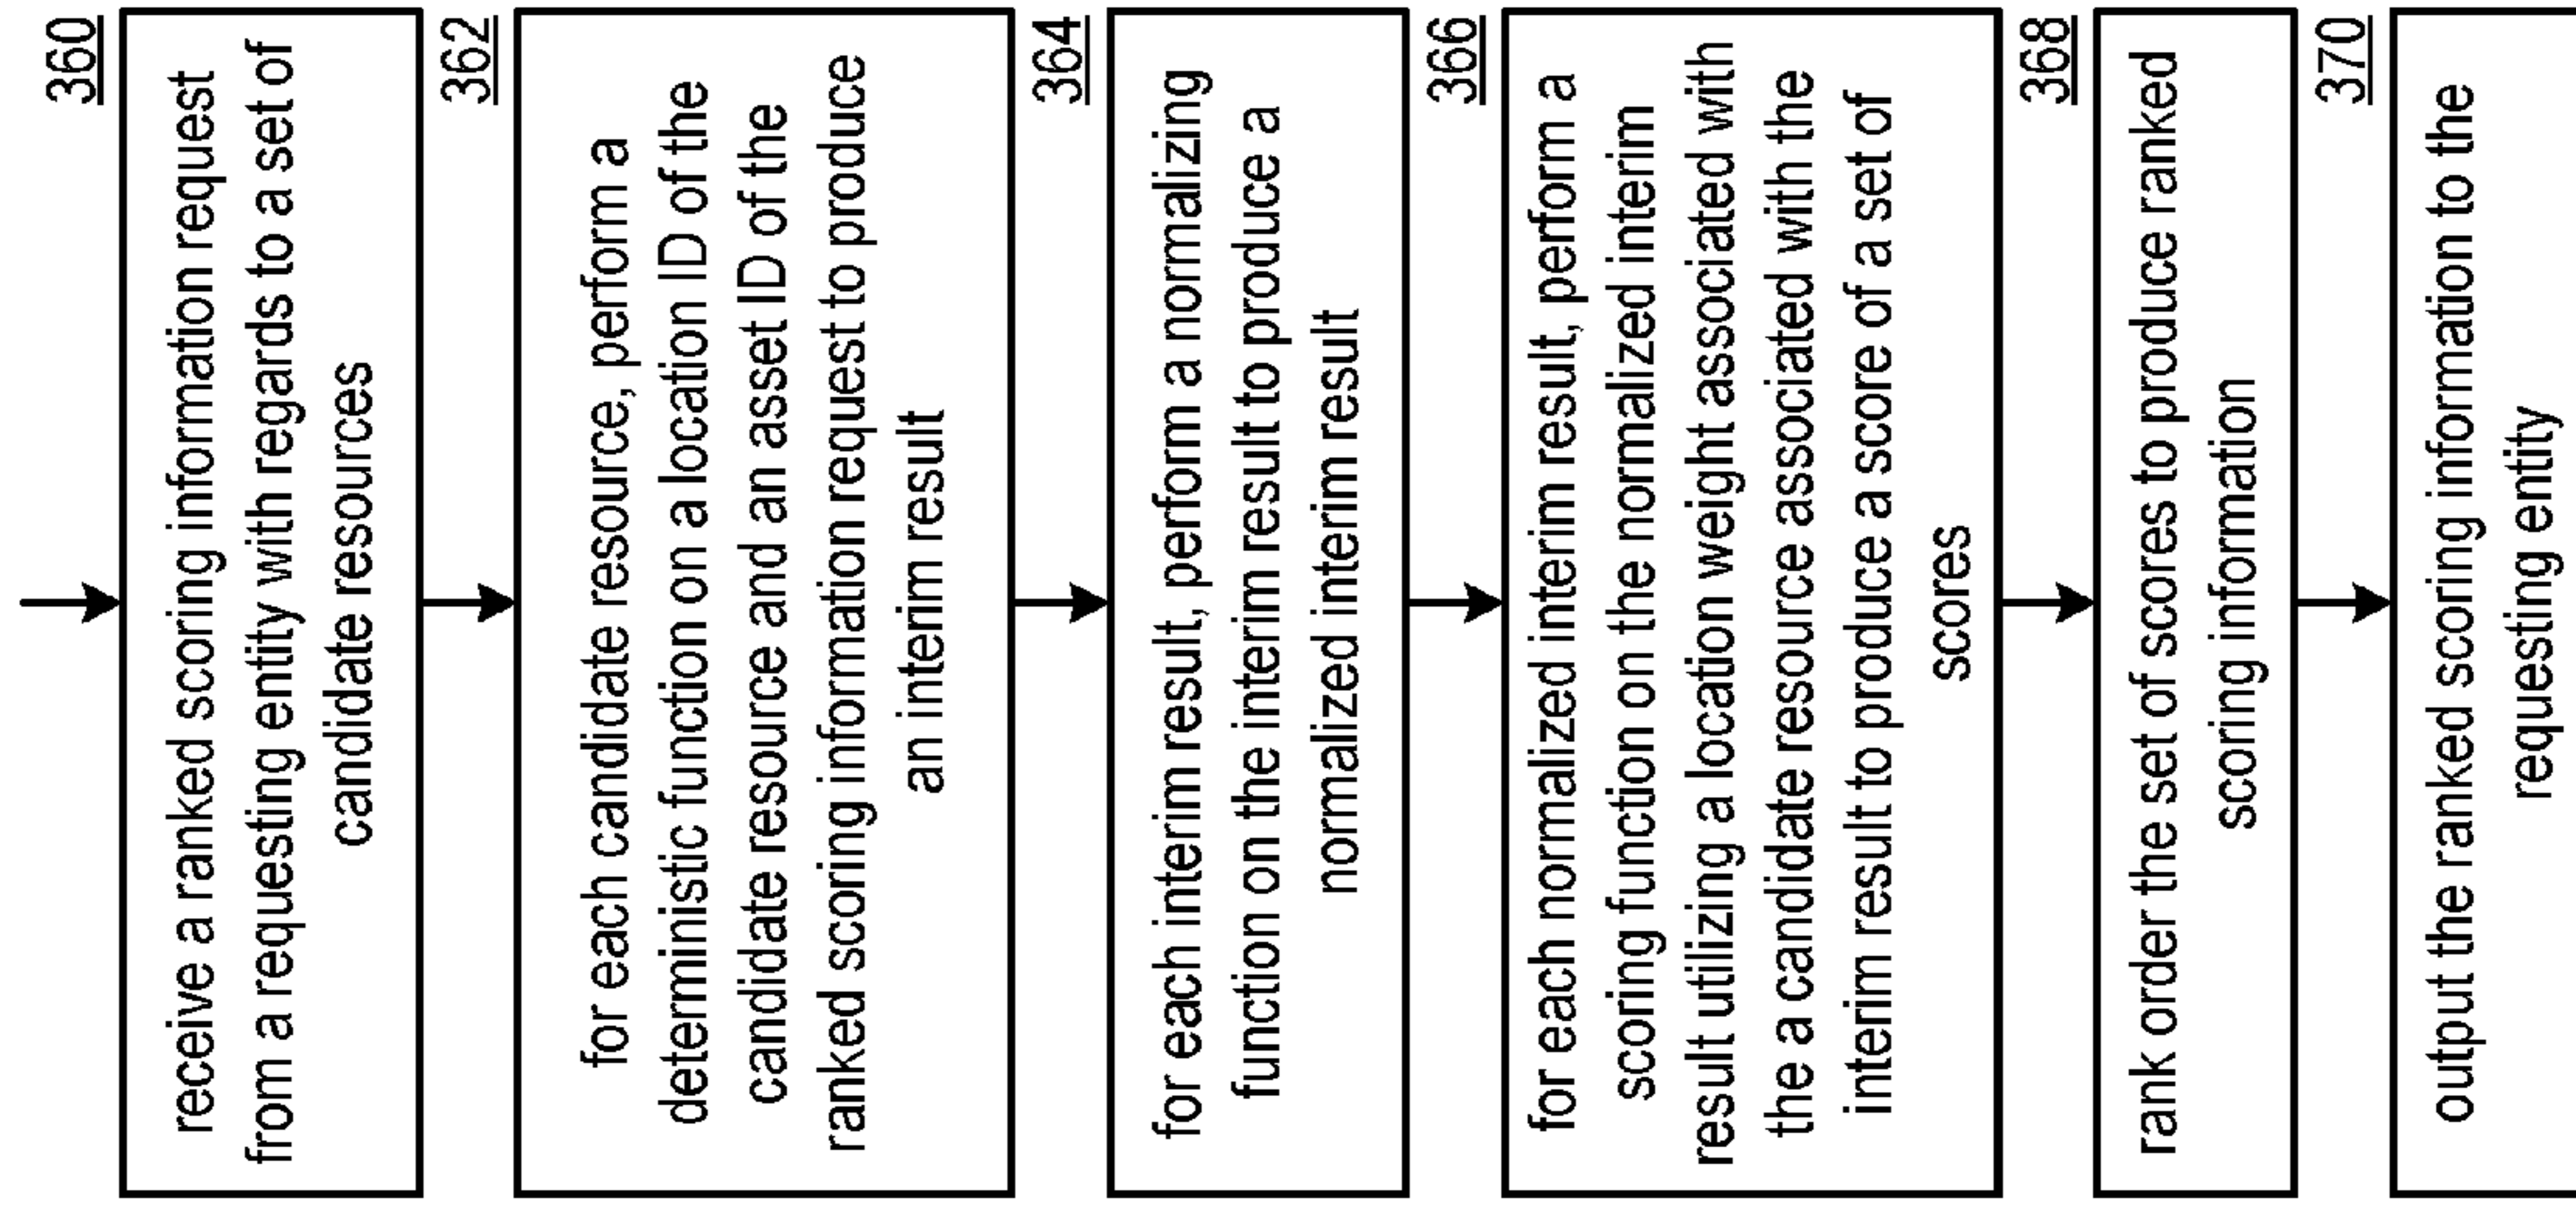 360
receive a ranked scoring information request
from a requesting entity with regards to a set of
candidate resources
362
for each candidate resource, perform a
deterministic function on a location ID of the
candidate resource and an asset ID of the
ranked scoring information request to produce
an interim result
364
for each interim result, perform a normalizing
function on the interim result to produce a
normalized interim result
366
for each normalized interim result, perform a
scoring function on the normalized interim
result utilizing a location weight associated with
the a candidate resource associated with the
interim result to produce a score of a set of
scores
368
rank order the set of scores to produce ranked
scoring information
370
output the ranked scoring information to the
requesting entity